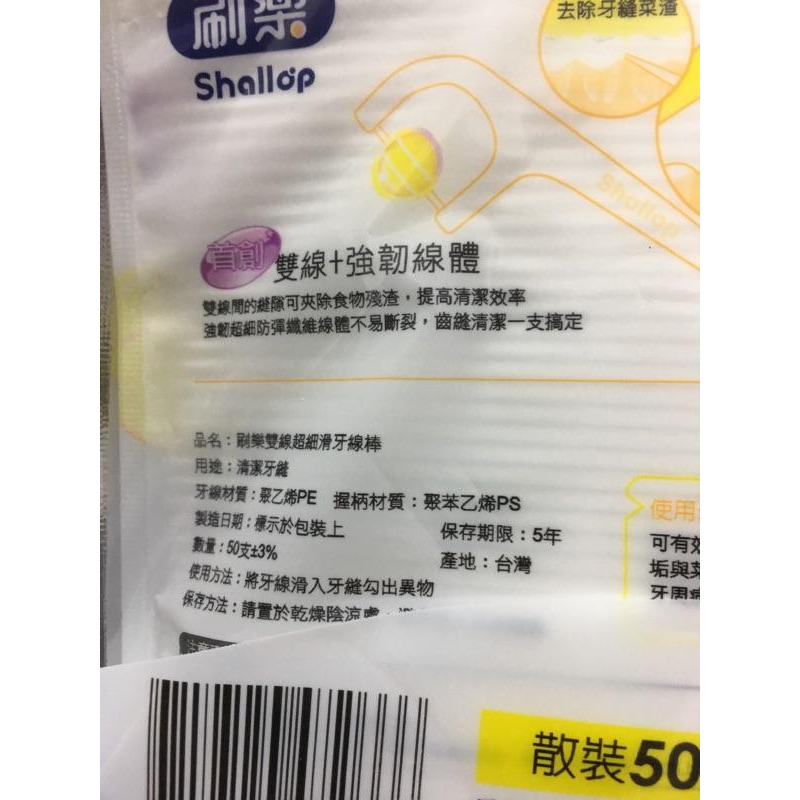 刷樂
Shallop
去除牙縫菜渣
Shallop
首創 雙線+強韌線體
雙線間的縫隙可夾除食物殘渣，提高清潔效率
強韌超細防彈纖維線體不易斷裂，齒縫清潔一支搞定
品名：刷樂雙線超細滑牙線棒
用途：清潔牙縫
牙線材質：聚乙烯PE 握柄材質：聚苯乙烯PS
製造日期：標示於包裝上 保存期限：5年
數量：50支±3% 產地：台灣
使用方法：將牙線滑入牙縫勾出異物
保存方法：請置於乾燥陰涼處
使用
可有效
垢與菜
牙周病
散裝50